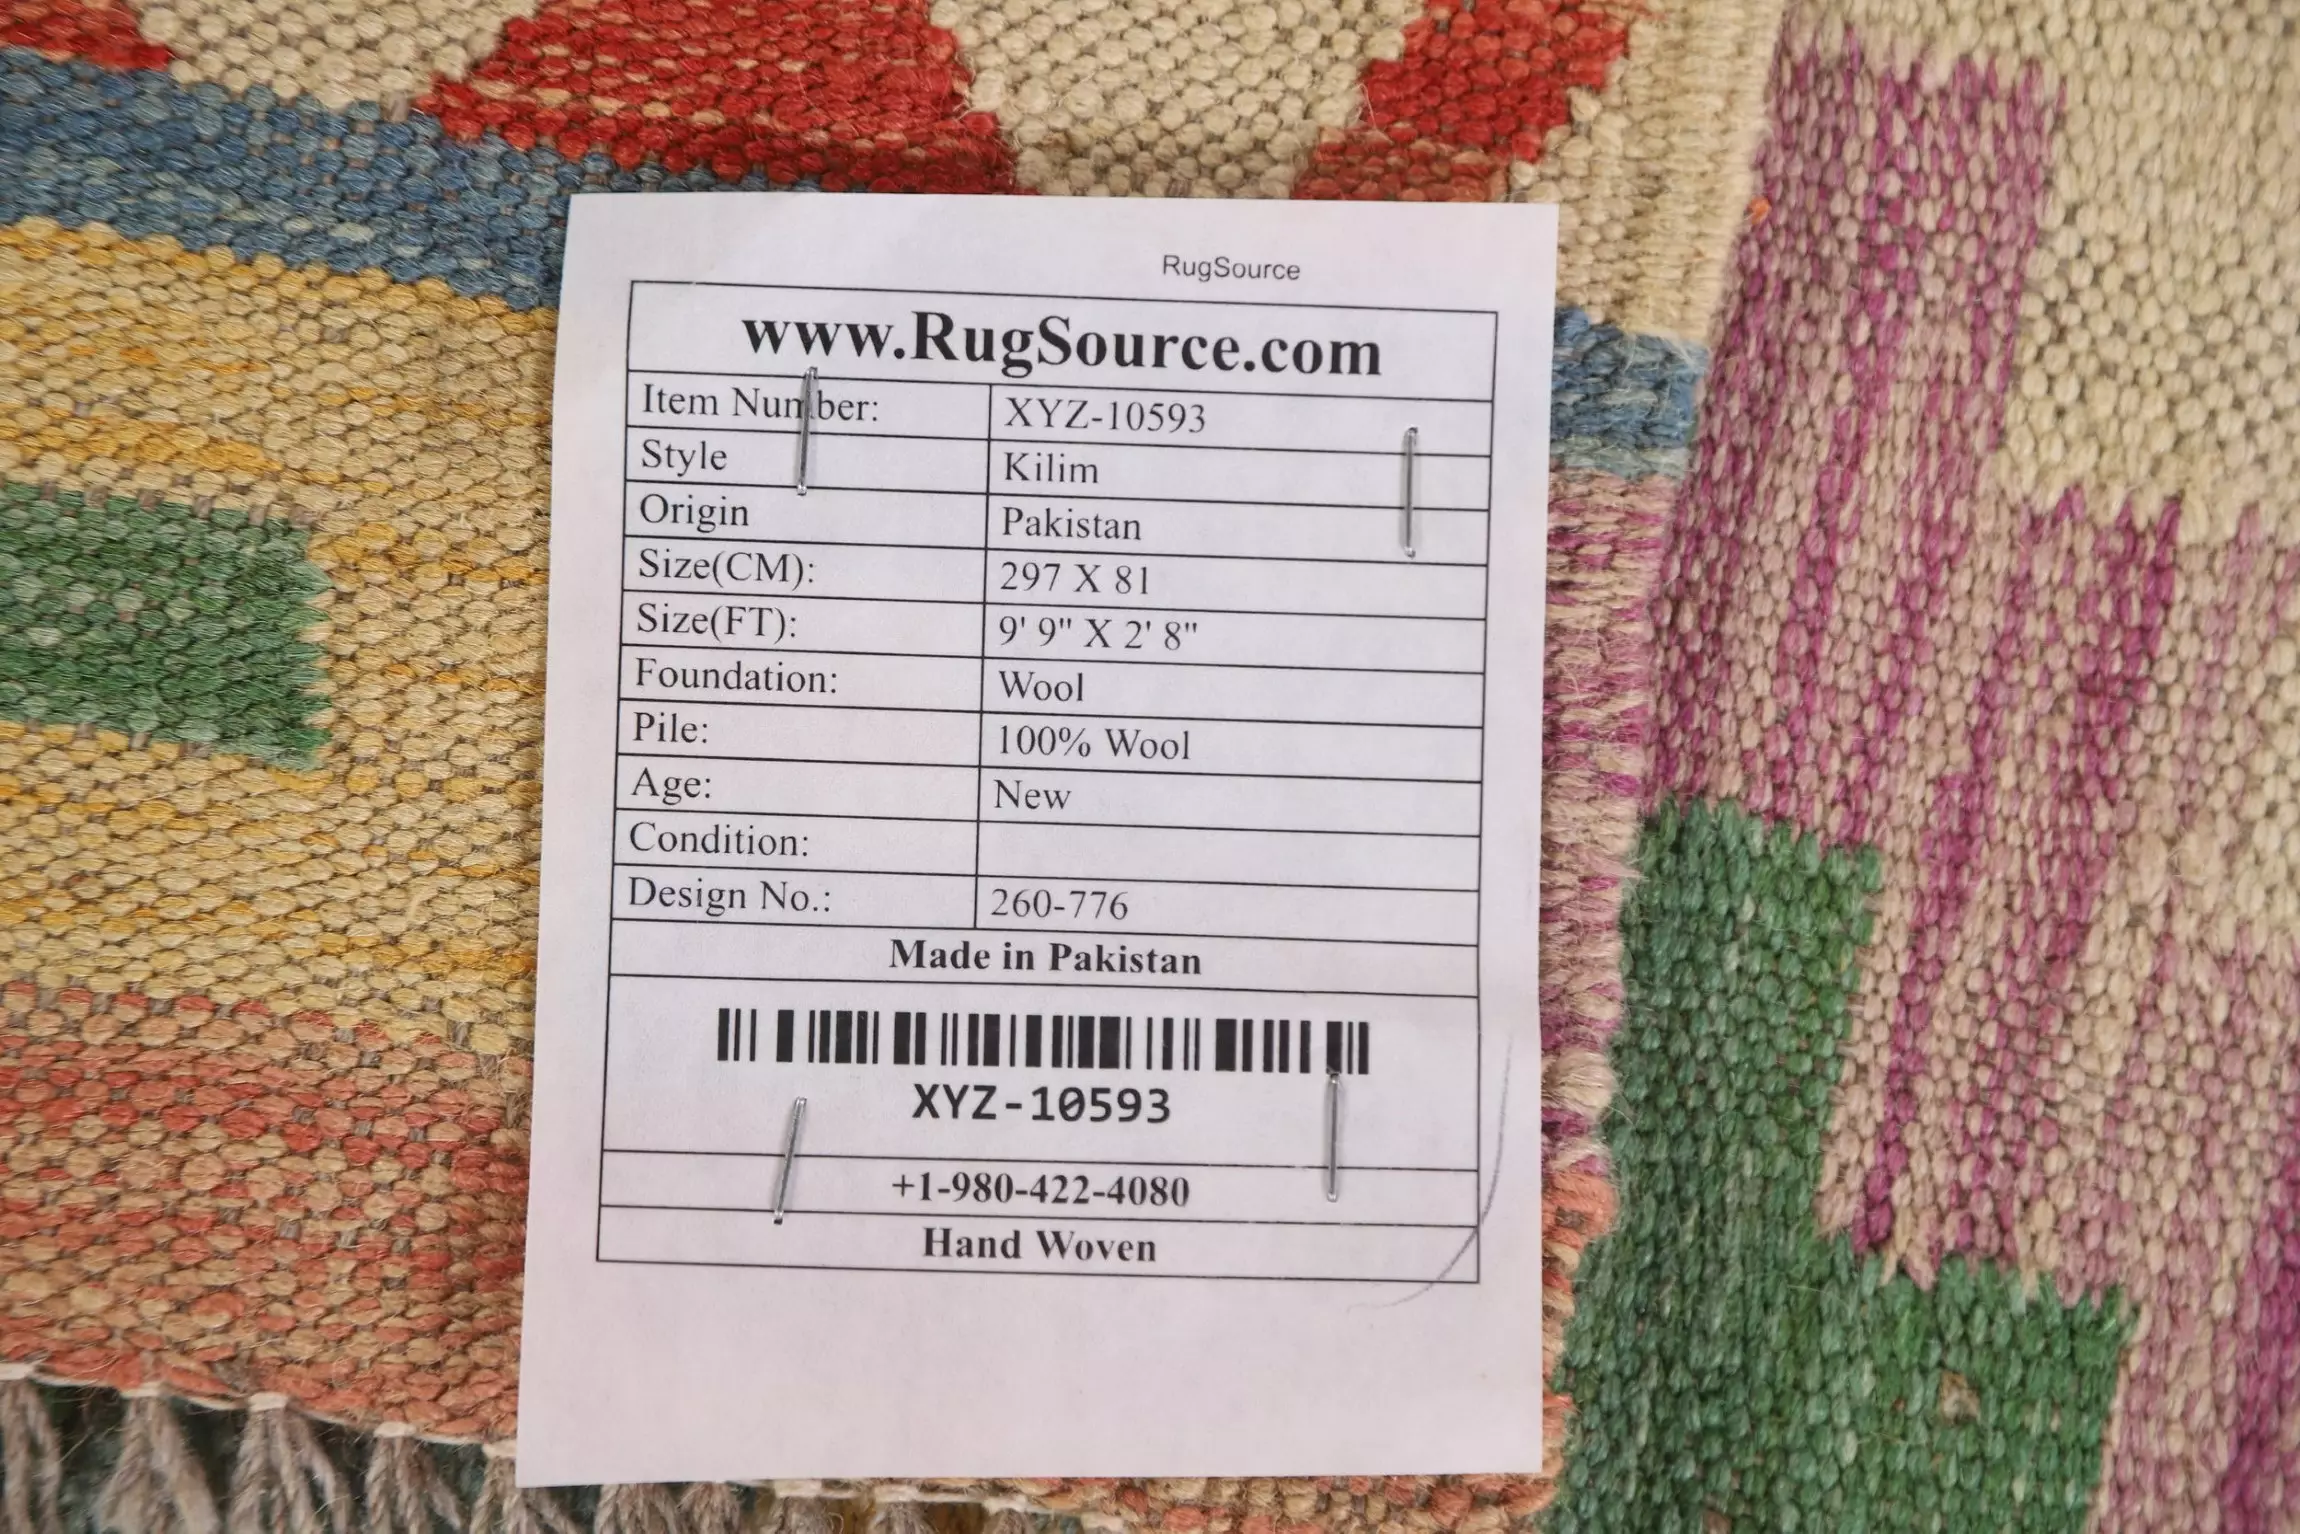 RugSource
www.RugSource.com
Item Number: XYZ-10593
Style Kilim
Origin Pakistan
Size(CM): 297 X 81
Size(FT): 9' 9" X 2' 8"
Foundation: Wool
Pile: 100% Wool
Age: New
Condition:
Design No.: 260-776
Made in Pakistan
XYZ-10593
+1-980-422-4080
Hand Woven